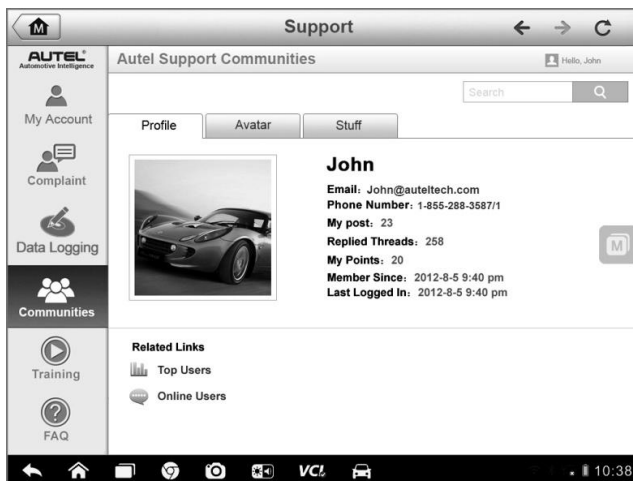 M
Support
AUTEL®
Automotive Intelligence
Autel Support Communities
Hello, John
Search
My Account
Profile
Avatar
Stuff
Complaint
John
Email: John@auteltech.com
Phone Number: 1-855-288-3587/1
My post: 23
Replied Threads: 258
My Points: 20
Member Since: 2012-8-5 9:40 pm
Last Logged In: 2012-8-5 9:40 pm
Data Logging
M
Communities
Related Links
Top Users
Online Users
Training
?
FAQ
VCI
10:38